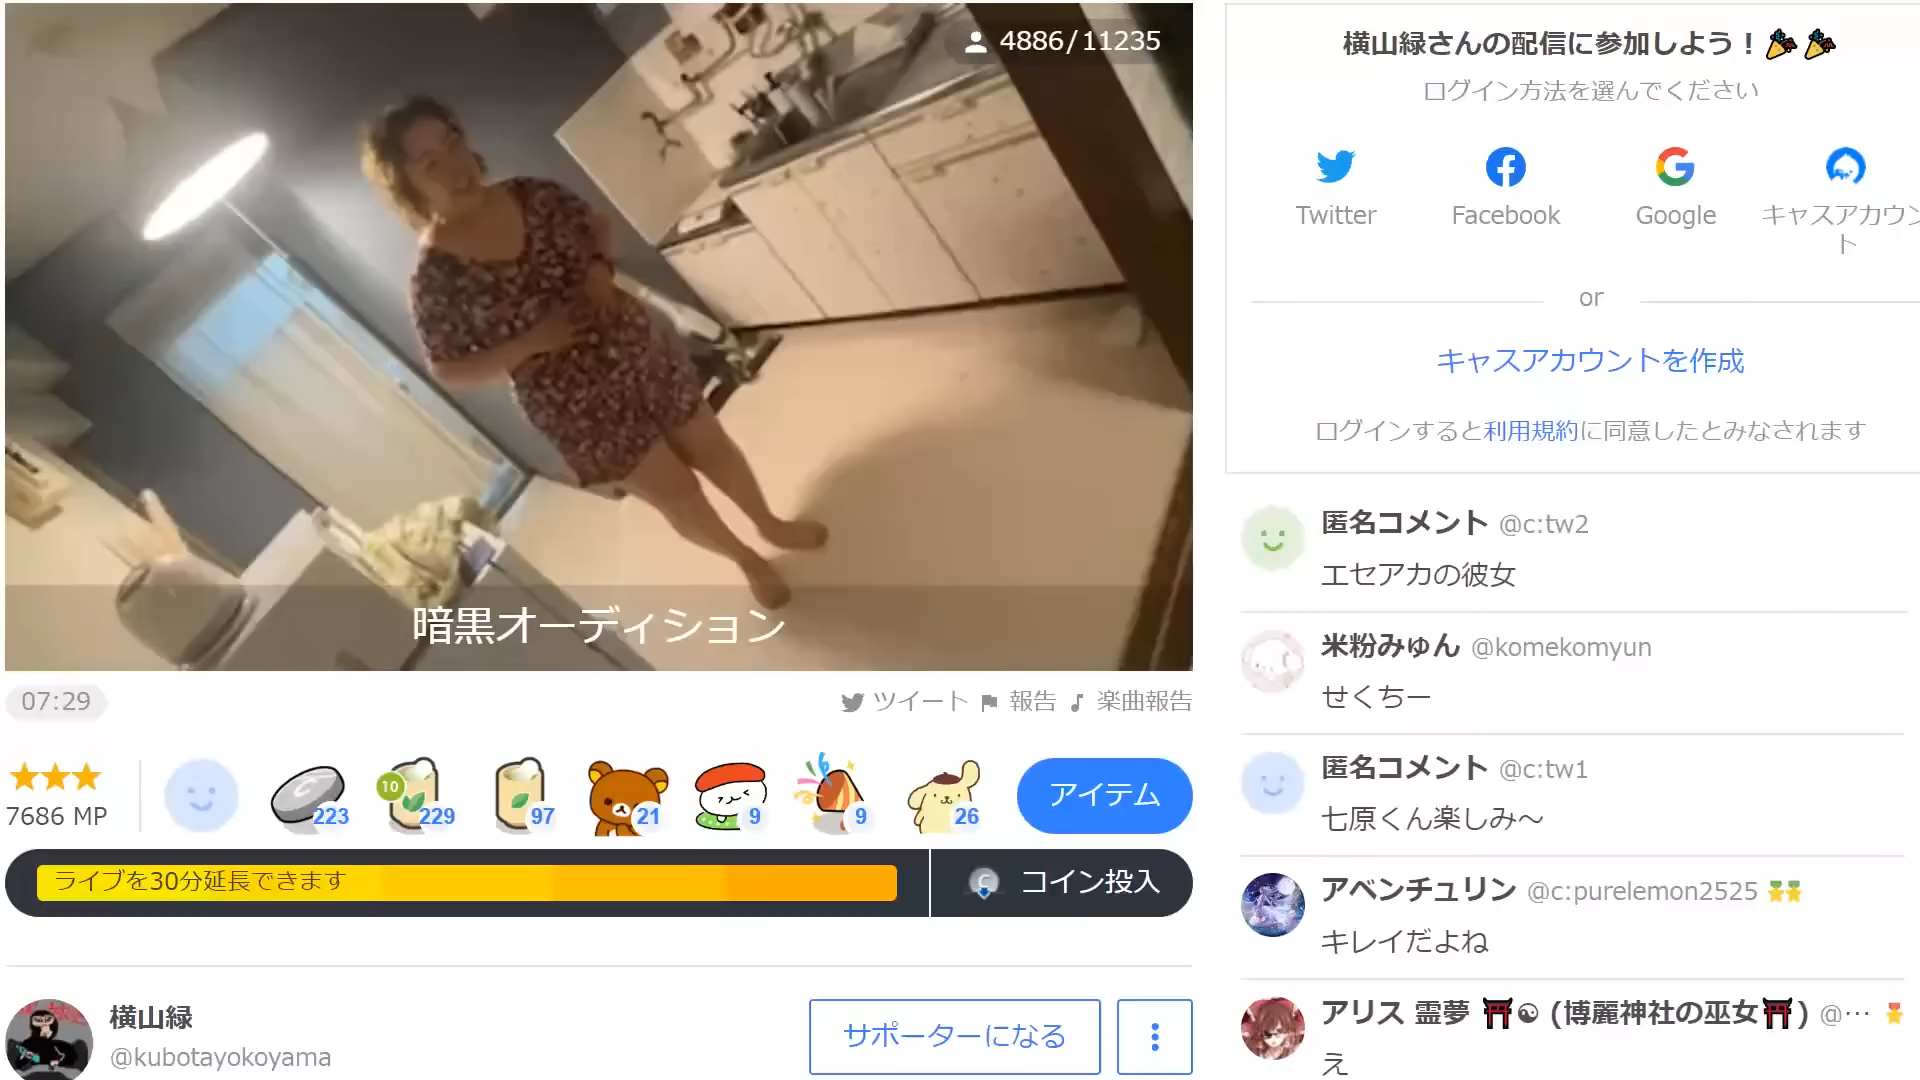 4886/11235
暗黒オーディション
07:29
ツイート 報告 楽曲報告
7686 MP
223
10
229
97
21
9
9
26
アイテム
ライブを30分延長できます
コイン投入
横山緑
@kubotayokoyama
サポーターになる
横山緑さんの配信に参加しよう!
ログイン方法を選んでください
Twitter
Facebook
Google
キャスアカウン
ト
or
キャスアカウントを作成
ログインすると利用規約に同意したとみなされます
匿名コメント @c:tw2
エセアカの彼女
米粉みゅん @komekomyun
せくちー
匿名コメント @c:tw1
七原くん楽しみ〜
アベンチュリン @c:purelemon2525
キレイだよね
アリス 霊夢 ⛩☯ (博麗神社の巫女⛩) @…
え